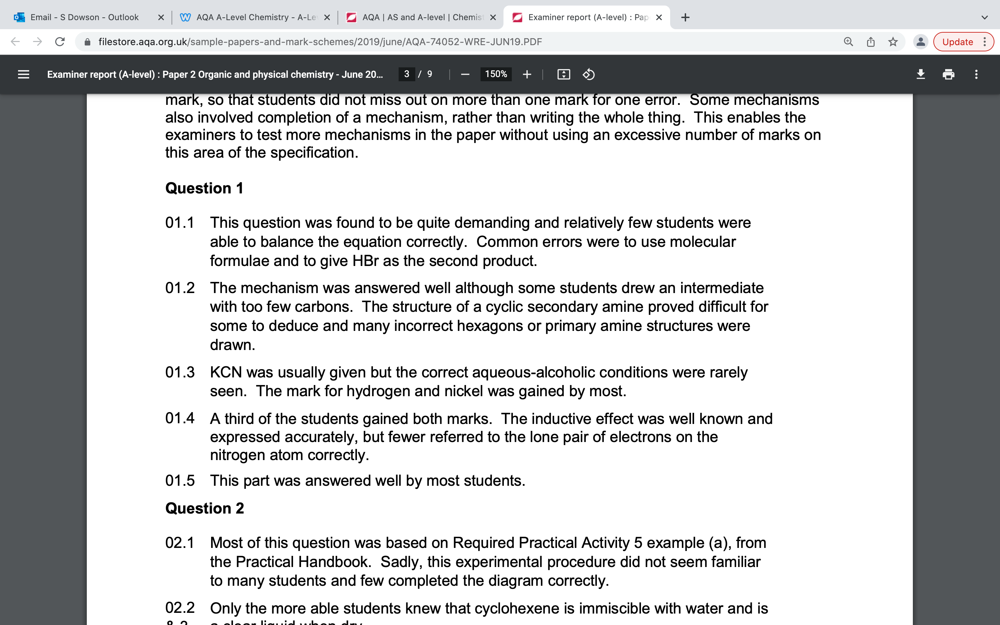 Email - S Dowson - Outlook
AQA A-Level Chemistry - A-Le
AQA | AS and A-level | Chemist
Examiner report (A-level) : Pap
filestore.aqa.org.uk/sample-papers-and-mark-schemes/2019/june/AQA-74052-WRE-JUN19.PDF
Update
Examiner report (A-level) : Paper 2 Organic and physical chemistry - June 20...
3 / 9
150%
mark, so that students did not miss out on more than one mark for one error. Some mechanisms
also involved completion of a mechanism, rather than writing the whole thing. This enables the
examiners to test more mechanisms in the paper without using an excessive number of marks on
this area of the specification.
Question 1
01.1 This question was found to be quite demanding and relatively few students were
able to balance the equation correctly. Common errors were to use molecular
formulae and to give HBr as the second product.
01.2 The mechanism was answered well although some students drew an intermediate
with too few carbons. The structure of a cyclic secondary amine proved difficult for
some to deduce and many incorrect hexagons or primary amine structures were
drawn.
01.3 KCN was usually given but the correct aqueous-alcoholic conditions were rarely
seen. The mark for hydrogen and nickel was gained by most.
01.4 A third of the students gained both marks. The inductive effect was well known and
expressed accurately, but fewer referred to the lone pair of electrons on the
nitrogen atom correctly.
01.5 This part was answered well by most students.
Question 2
02.1 Most of this question was based on Required Practical Activity 5 example (a), from
the Practical Handbook. Sadly, this experimental procedure did not seem familiar
to many students and few completed the diagram correctly.
02.2 Only the more able students knew that cyclohexene is immiscible with water and is
& .3 a clear liquid when dry